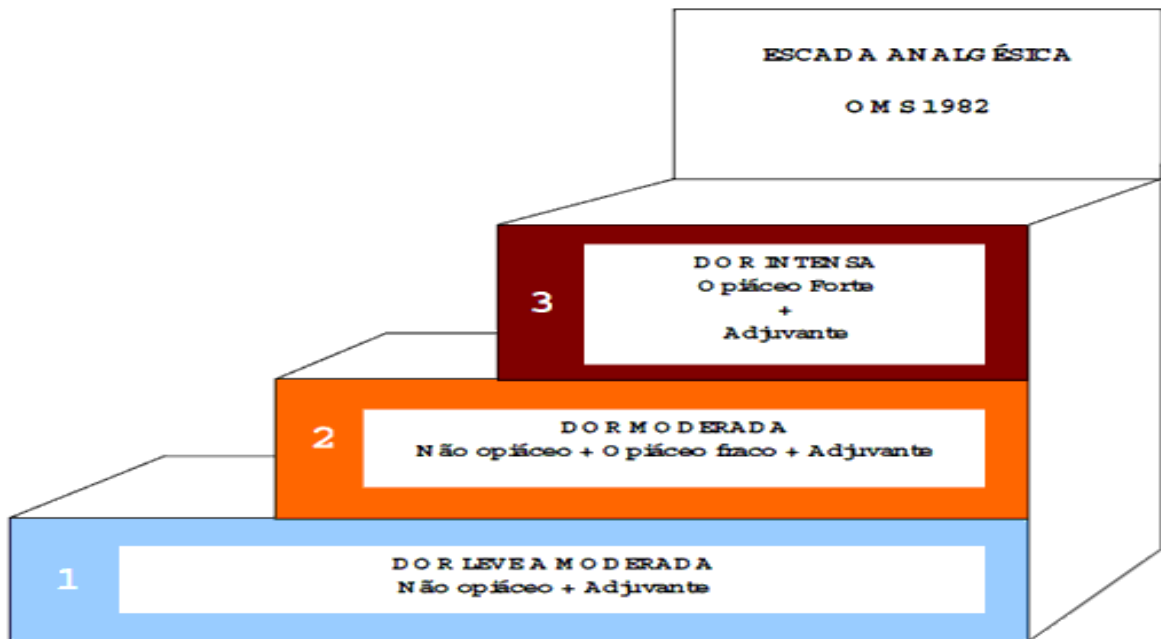 ESCADA ANALGÉSICA
OMS 1982
3
DOR INTENSA
Opiáceo Forte
+
Adjuvante
2
DOR MODERADA
Não opiáceo + Opiáceo fraco + Adjuvante
1
DOR LEVE A MODERADA
Não opiáceo + Adjuvante